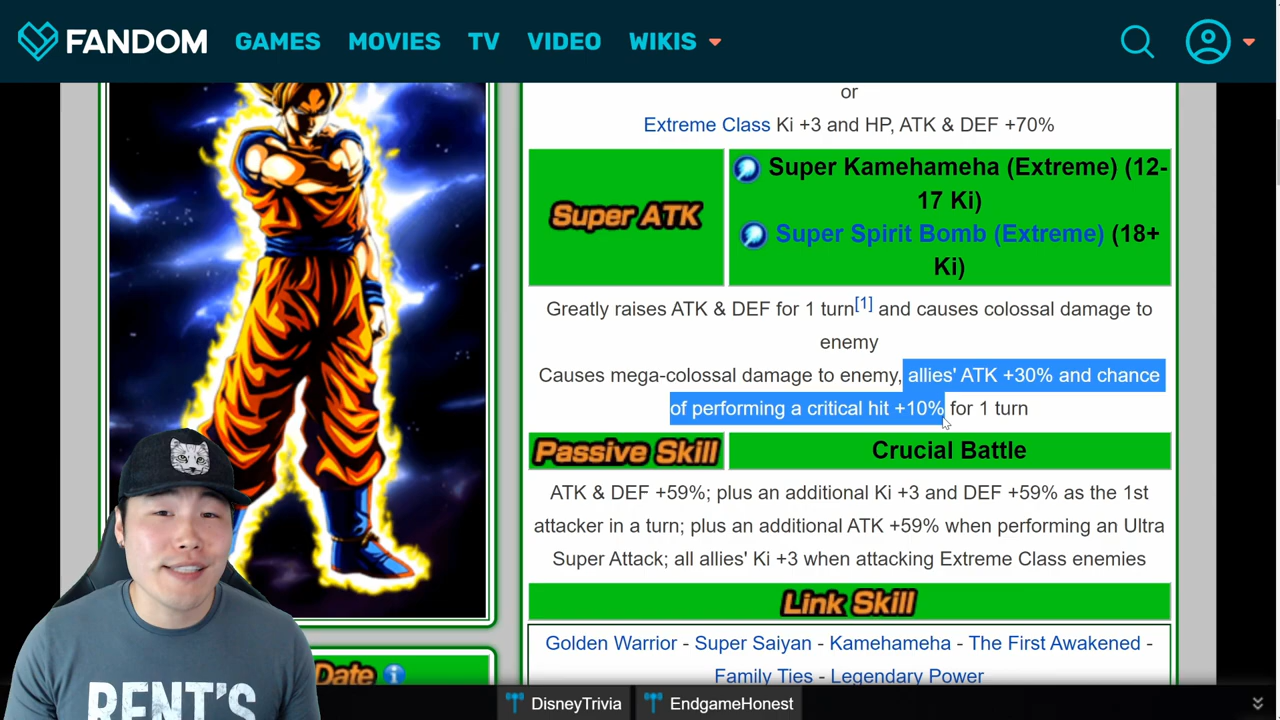 FANDOM GAMES MOVIES TV VIDEO WIKIS
or
Extreme Class Ki +3 and HP, ATK & DEF +70%
Super ATK
Super Kamehameha (Extreme) (12-
17 Ki)
Super Spirit Bomb (Extreme) (18+
Ki)
Greatly raises ATK & DEF for 1 turn[1] and causes colossal damage to
enemy
Causes mega-colossal damage to enemy, allies' ATK +30% and chance
of performing a critical hit +10% for 1 turn
Passive Skill
Crucial Battle
ATK & DEF +59%; plus an additional Ki +3 and DEF +59% as the 1st
attacker in a turn; plus an additional ATK +59% when performing an Ultra
Super Attack; all allies' Ki +3 when attacking Extreme Class enemies
Link Skill
Golden Warrior - Super Saiyan - Kamehameha - The First Awakened -
Family Ties - Legendary Power
Date
RENT'S
DisneyTrivia EndgameHonest